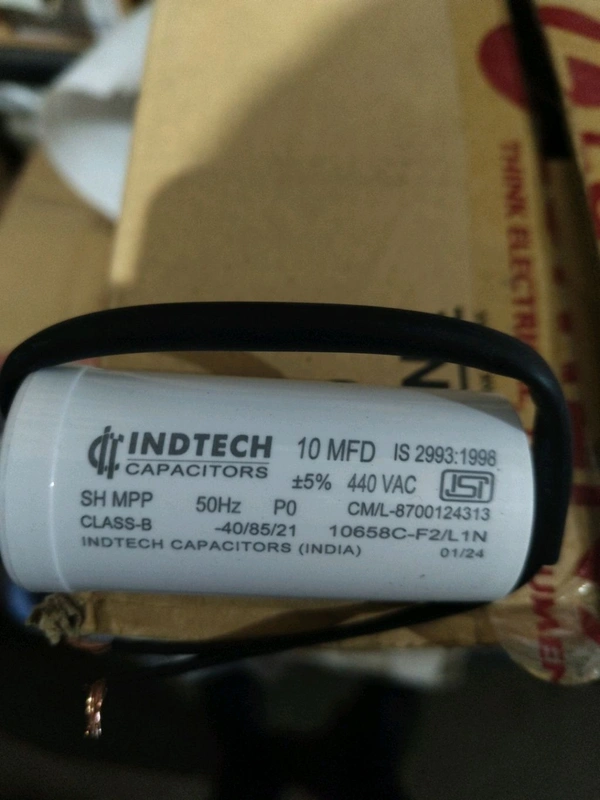 INDTECH
CAPACITORS
10 MFD IS 2993:1998
±5% 440 VAC ISI
SH MPP 50Hz P0 CM/L-8700124313
CLASS-B -40/85/21 10658C-F2/L1N
INDTECH CAPACITORS (INDIA) 01/24
THINK ELECTRI